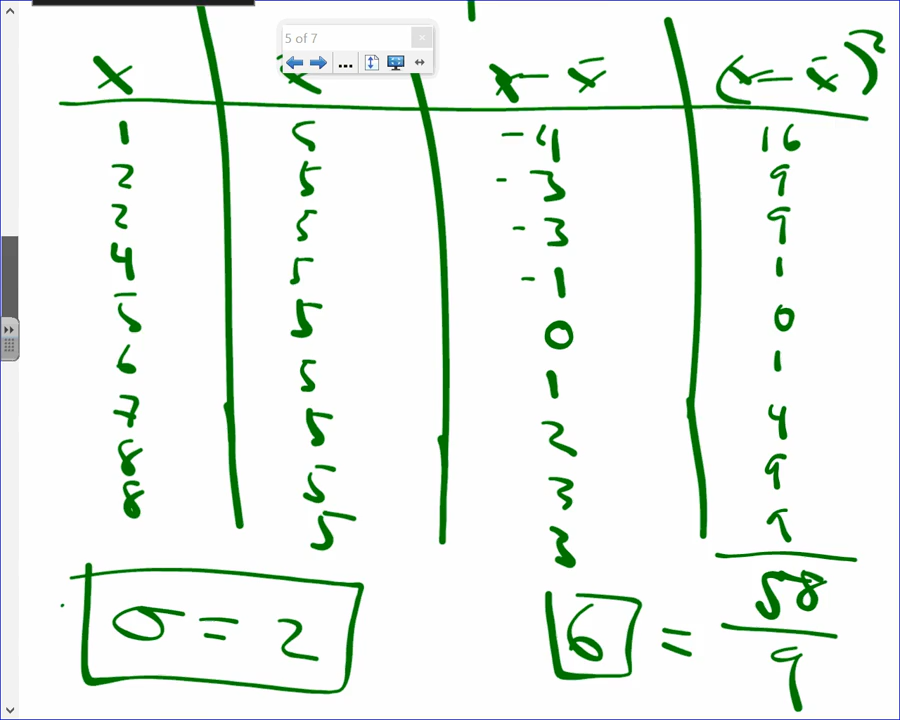 5 of 7
x x̄ x - x̄ (x - x̄)²
1 5 -4 16
2 5 -3 9
2 5 -3 9
4 5 -1 1
5 5 0 0
6 5 1 1
7 5 2 4
8 5 3 9
8 5 3 9
σ = 2 6 = 58/9